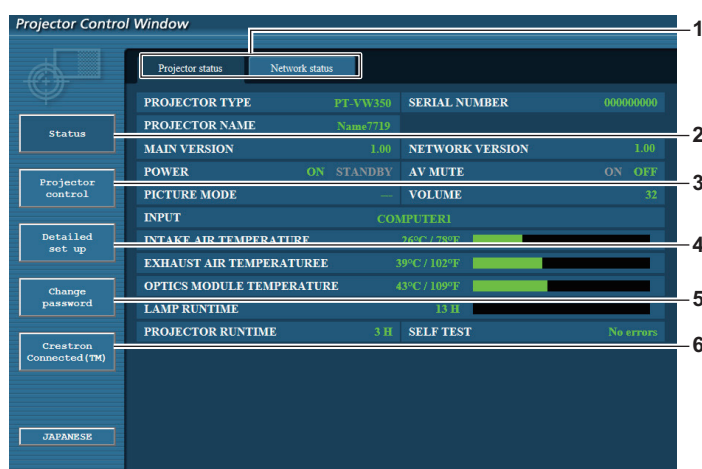 Projector Control Window
1
Projector status Network status
PROJECTOR TYPE PT-VW350 SERIAL NUMBER 000000000
PROJECTOR NAME Name7719
Status
2
MAIN VERSION 1.00 NETWORK VERSION 1.00
POWER ON STANDBY AV MUTE ON OFF
Projector control
3
PICTURE MODE — VOLUME 32
INPUT COMPUTER1
Detailed set up
4
INTAKE AIR TEMPERATURE 26°C / 78°F
EXHAUST AIR TEMPERATUREE 39°C / 102°F
OPTICS MODULE TEMPERATURE 43°C / 109°F
Change password
5
LAMP RUNTIME 13 H
PROJECTOR RUNTIME 3 H SELF TEST No errors
Crestron Connected(TM)
6
JAPANESE